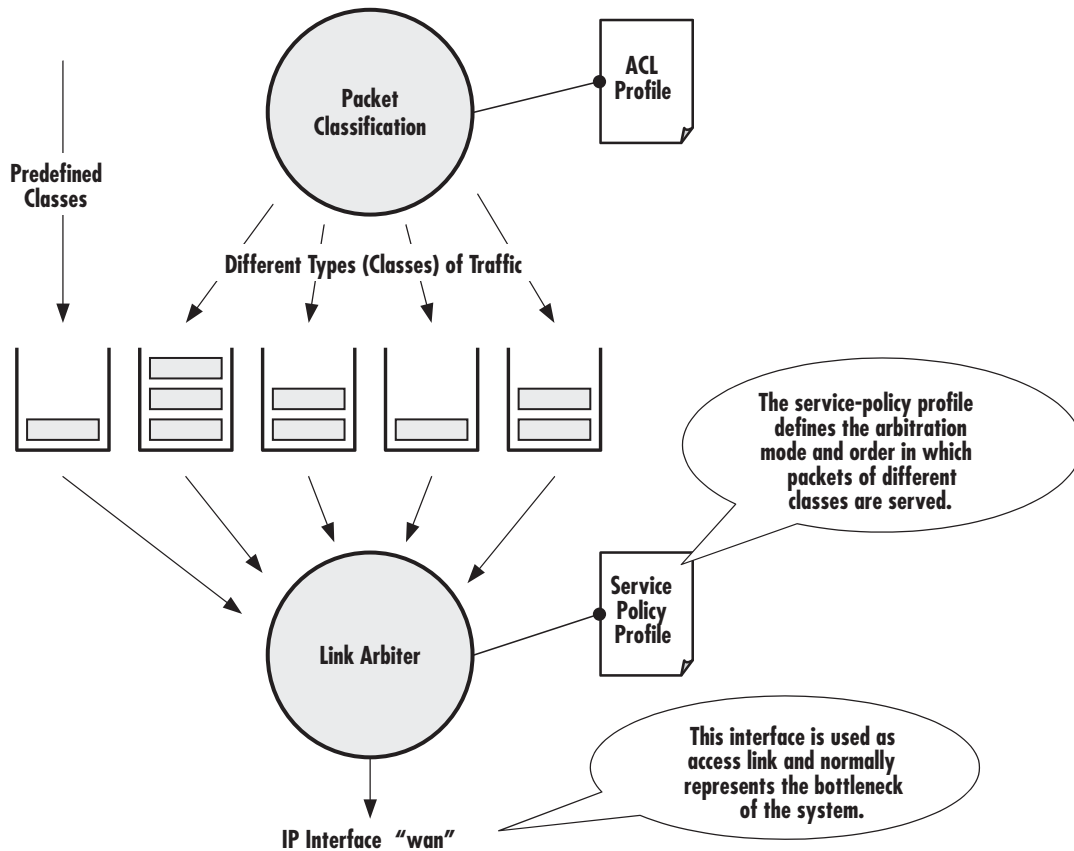 Packet
Classification
ACL
Profile
Predefined
Classes
Different Types (Classes) of Traffic
The service-policy profile
defines the arbitration
mode and order in which
packets of different
classes are served.
Link Arbiter
Service
Policy
Profile
This interface is used as
access link and normally
represents the bottleneck
of the system.
IP Interface “wan”